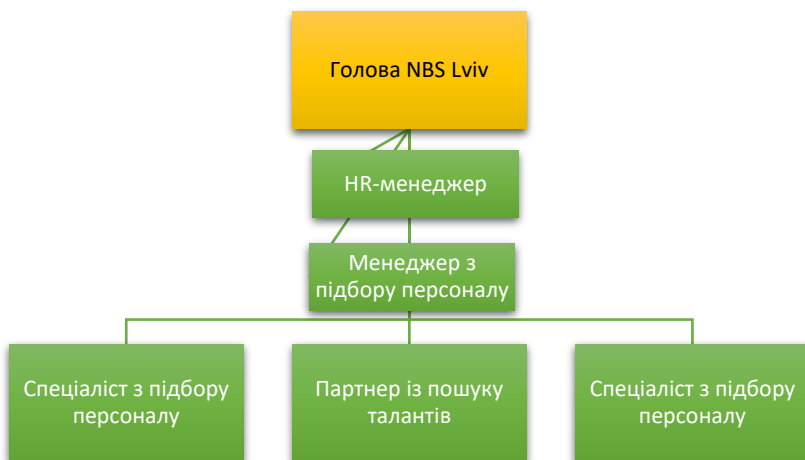 Голова NBS Lviv
HR-менеджер
Менеджер з
підбору персоналу
Спеціаліст з підбору
персоналу
Партнер із пошуку
талантів
Спеціаліст з підбору
персоналу